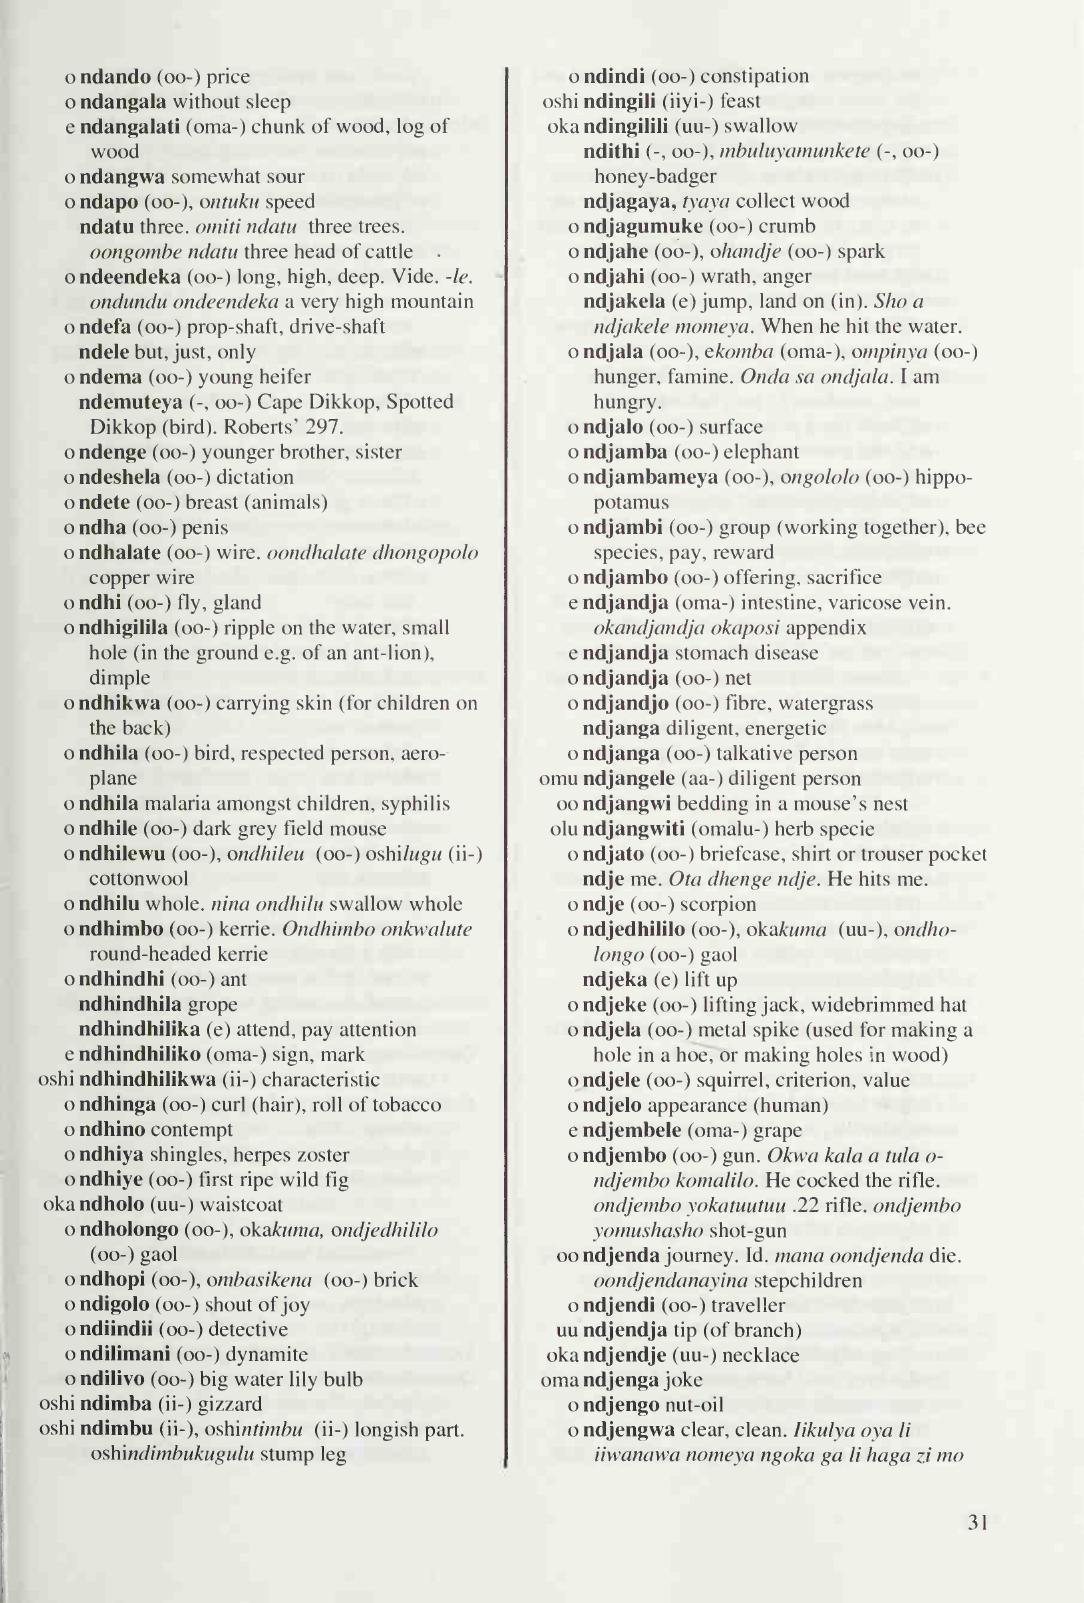 o ndando (oo-) price
o ndangala without sleep
e ndangalati (oma-) chunk of wood, log of
wood
o ndangwa somewhat sour
o ndapo (oo-), ontuku speed
ndatu three. omiti ndatu three trees.
oongombe ndatu three head of cattle
o ndeendeka (oo-) long, high, deep. Vide. -le.
ondundu ondeendeka a very high mountain
o ndefa (oo-) prop-shaft, drive-shaft
ndele but, just, only
o ndema (oo-) young heifer
ndemuteya (-, oo-) Cape Dikkop, Spotted
Dikkop (bird). Roberts' 297.
o ndenge (oo-) younger brother, sister
o ndeshela (oo-) dictation
o ndete (oo-) breast (animals)
o ndha (oo-) penis
o ndhalate (oo-) wire. oondhalate dhongopolo
copper wire
o ndhi (oo-) fly, gland
o ndhigilila (oo-) ripple on the water, small
hole (in the ground e.g. of an ant-lion),
dimple
o ndhikwa (oo-) carrying skin (for children on
the back)
o ndhila (oo-) bird, respected person, aero-
plane
o ndhila malaria amongst children, syphilis
o ndhile (oo-) dark grey field mouse
o ndhilewu (oo-), ondhileu (oo-) oshilugu (ii-)
cottonwool
o ndhilu whole. nina ondhilu swallow whole
o ndhimbo (oo-) kerrie. Ondhimbo onkwalute
round-headed kerrie
o ndhindhi (oo-) ant
ndhindhila grope
ndhindhilika (e) attend, pay attention
e ndhindhiliko (oma-) sign, mark
oshi ndhindhilikwa (ii-) characteristic
o ndhinga (oo-) curl (hair), roll of tobacco
o ndhino contempt
o ndhiya shingles, herpes zoster
o ndhiye (oo-) first ripe wild fig
oka ndholo (uu-) waistcoat
o ndholongo (oo-), okakuma, ondjedhililo
(oo-) gaol
o ndhopi (oo-), ombasikena (oo-) brick
o ndigolo (oo-) shout of joy
o ndiindii (oo-) detective
o ndilimani (oo-) dynamite
o ndilivo (oo-) big water lily bulb
oshi ndimba (ii-) gizzard
oshi ndimbu (ii-), oshintimbu (ii-) longish part.
oshindimbukugulu stump leg
o ndindi (oo-) constipation
oshi ndingili (iiyi-) feast
oka ndingilili (uu-) swallow
ndithi (-, oo-), mbuluyamunkete (-, oo-)
honey-badger
ndjagaya, tyaya collect wood
o ndjagumuke (oo-) crumb
o ndjahe (oo-), ohandje (oo-) spark
o ndjahi (oo-) wrath, anger
ndjakela (e) jump, land on (in). Sho a
ndjakele momeya. When he hit the water.
o ndjala (oo-), ekomba (oma-), ompinya (oo-)
hunger, famine. Onda sa ondjala. I am
hungry.
o ndjalo (oo-) surface
o ndjamba (oo-) elephant
o ndjambameya (oo-), ongololo (oo-) hippo-
potamus
o ndjambi (oo-) group (working together), bee
species, pay, reward
o ndjambo (oo-) offering, sacrifice
e ndjandja (oma-) intestine, varicose vein.
okandjandja okaposi appendix
e ndjandja stomach disease
o ndjandja (oo-) net
o ndjandjo (oo-) fibre, watergrass
ndjanga diligent, energetic
o ndjanga (oo-) talkative person
omu ndjangele (aa-) diligent person
oo ndjangwi bedding in a mouse's nest
olu ndjangwiti (omalu-) herb specie
o ndjato (oo-) briefcase, shirt or trouser pocket
ndje me. Ota dhenge ndje. He hits me.
o ndje (oo-) scorpion
o ndjedhililo (oo-), okakuma (uu-), ondho-
longo (oo-) gaol
ndjeka (e) lift up
o ndjeke (oo-) lifting jack, widebrimmed hat
o ndjela (oo-) metal spike (used for making a
hole in a hoe, or making holes in wood)
o ndjele (oo-) squirrel, criterion, value
o ndjelo appearance (human)
e ndjembele (oma-) grape
o ndjembo (oo-) gun. Okwa kala a tula o-
ndjembo komalilo. He cocked the rifle.
ondjembo yokatuutuu .22 rifle. ondjembo
yomushasho shot-gun
oo ndjenda journey. Id. mana oondjenda die.
oondjendanayina stepchildren
o ndjendi (oo-) traveller
uu ndjendja tip (of branch)
oka ndjendje (uu-) necklace
oma ndjenga joke
o ndjengo nut-oil
o ndjengwa clear, clean. Iikulya oya li
iiwanawa nomeya ngoka ga li haga zi mo
31